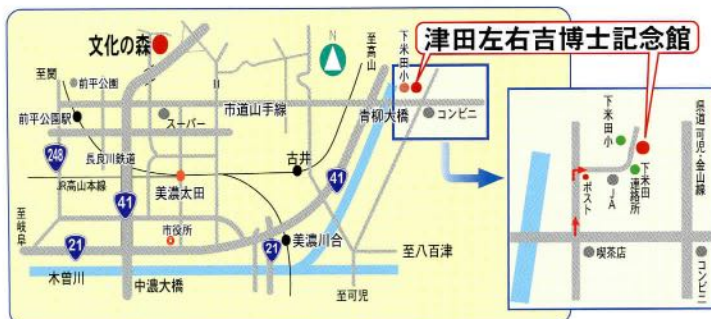 文化の森
N
至高山
下米田小
津田左右吉博士記念館
至関
前平公園
前平公園駅
スーパー
市道山手線
青柳大橋
コンビニ
248
長良川鉄道
JR高山本線
41
美濃太田
古井
41
至岐阜
21
市役所
21
美濃川合
至八百津
木曽川
中濃大橋
至可児
下米田小
県道可児・金山線
ポスト
JA
下米田連絡所
喫茶店
コンビニ